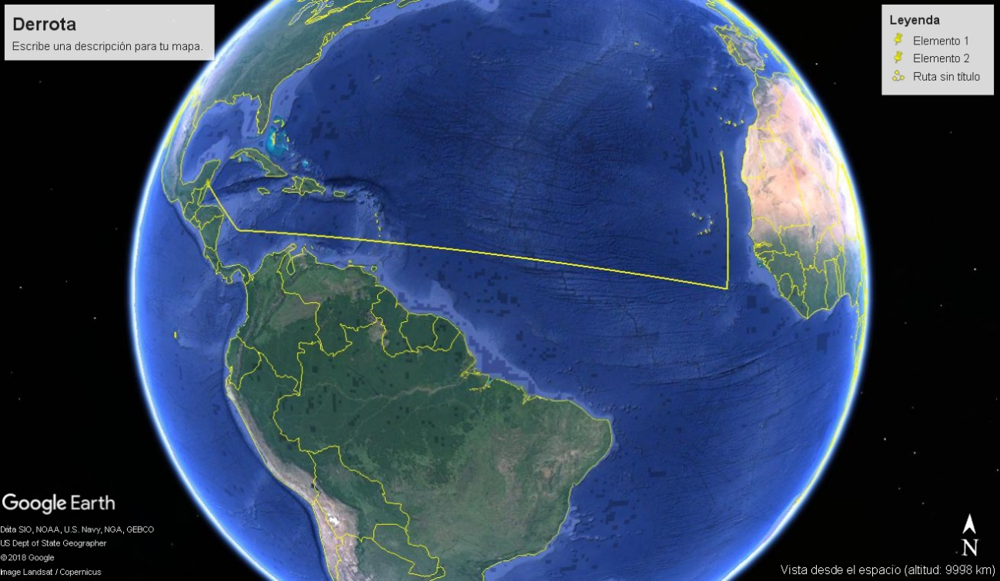 Derrota
Escribe una descripción para tu mapa.
Leyenda
Elemento 1
Elemento 2
Ruta sin título
Google Earth
Data SIO, NOAA, U.S. Navy, NGA, GEBCO
US Dept of State Geographer
©2018 Google
Image Landsat / Copernicus
N
Vista desde el espacio (altitud: 9998 km)